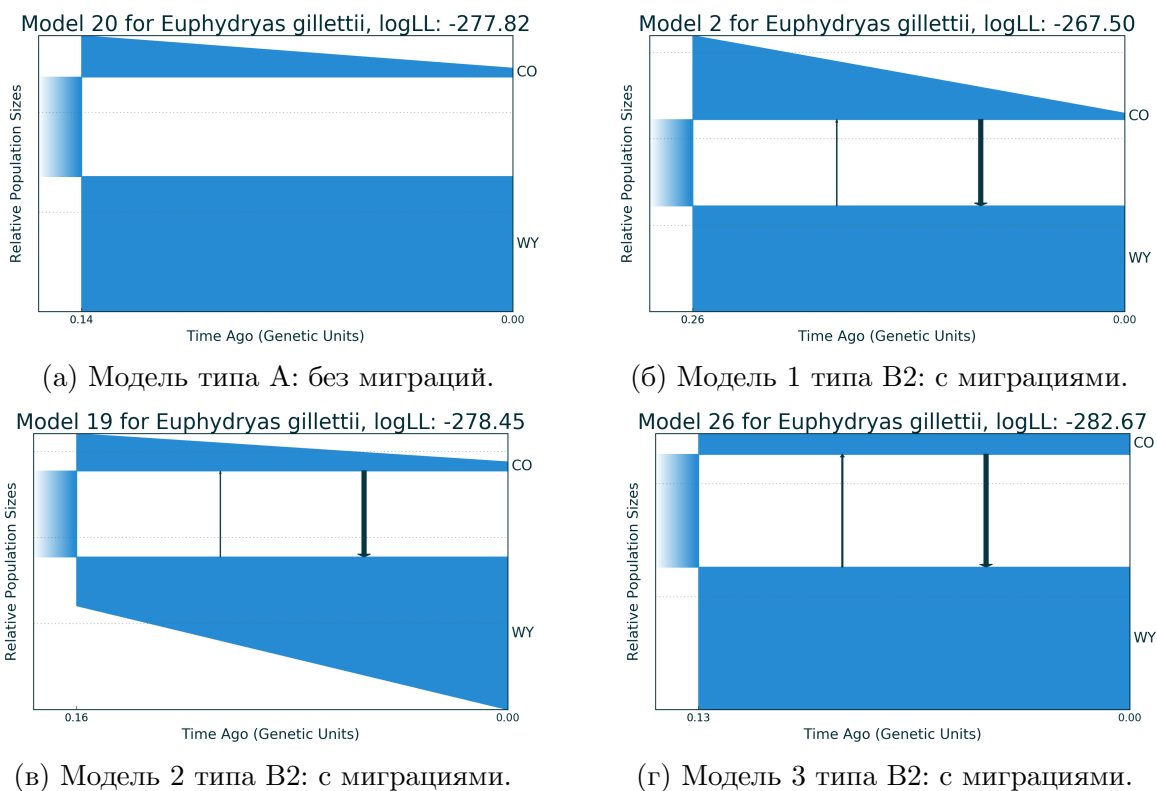 Model 20 for Euphydryas gillettii, logLL: -277.82
Relative Population Sizes
CO
WY
0.14
0.00
Time Ago (Genetic Units)
(а) Модель типа A: без миграций.
Model 2 for Euphydryas gillettii, logLL: -267.50
Relative Population Sizes
CO
WY
0.26
0.00
Time Ago (Genetic Units)
(б) Модель 1 типа B2: с миграциями.
Model 19 for Euphydryas gillettii, logLL: -278.45
Relative Population Sizes
CO
WY
0.16
0.00
Time Ago (Genetic Units)
(в) Модель 2 типа B2: с миграциями.
Model 26 for Euphydryas gillettii, logLL: -282.67
Relative Population Sizes
CO
WY
0.13
0.00
Time Ago (Genetic Units)
(г) Модель 3 типа B2: с миграциями.